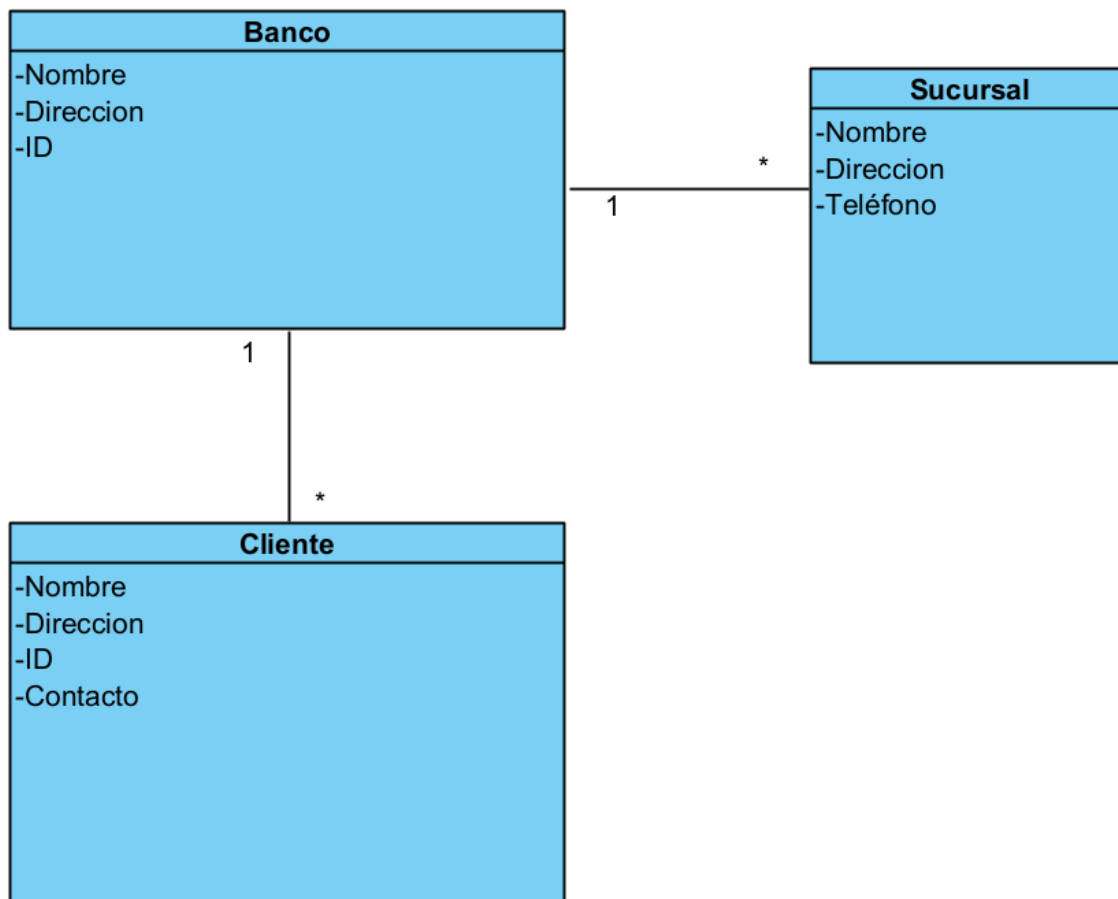 Banco
-Nombre
-Direccion
-ID
Sucursal
-Nombre
-Direccion
-Teléfono
*
1
1
*
Cliente
-Nombre
-Direccion
-ID
-Contacto